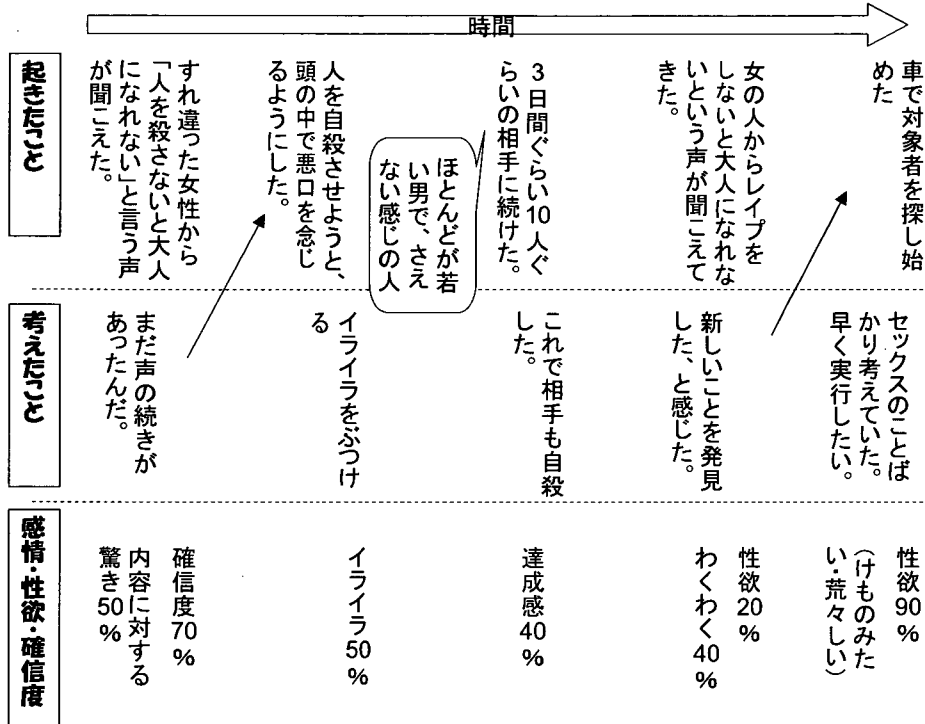 時間
起きたこと
すれ違った女性から
「人を殺さないと大人
になれない」と言う声
が聞こえた。
人を自殺させようと、
頭の中で悪口を念じ
るようにした。
ほとんどが若
い男で、さえ
ない感じの人
3日間ぐらい10人ぐ
らいの相手に続けた。
女の人からレイプを
しないと大人になれな
いという声が聞こえて
きた。
車で対象者を探し始
めた
考えたこと
まだ声の続きが
あったんだ。
イライラをぶつけ
る
これで相手も自殺
した。
新しいことを発見
した、と感じた。
セックスのことば
かり考えていた。
早く実行したい。
感情・性欲・確信度
確信度70%
内容に対する
驚き50%
イライラ50%
達成感40%
性欲20%
わくわく40%
性欲90%
(けものみた
い・荒々しい)